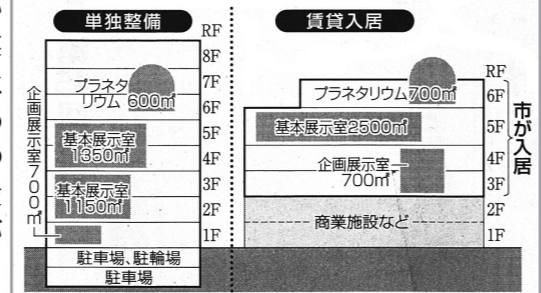 単独整備
RF
8F
7F
6F
5F
4F
3F
2F
1F
プラネタ
リウム 600㎡
基本展示室
1350㎡
基本展示室
1150㎡
企画展示室700㎡
駐車場、駐輪場
駐車場
賃貸入居
RF
6F
5F
4F
3F
2F
1F
プラネタリウム700㎡
基本展示室2500㎡
企画展示室
700㎡
商業施設など
市が入居